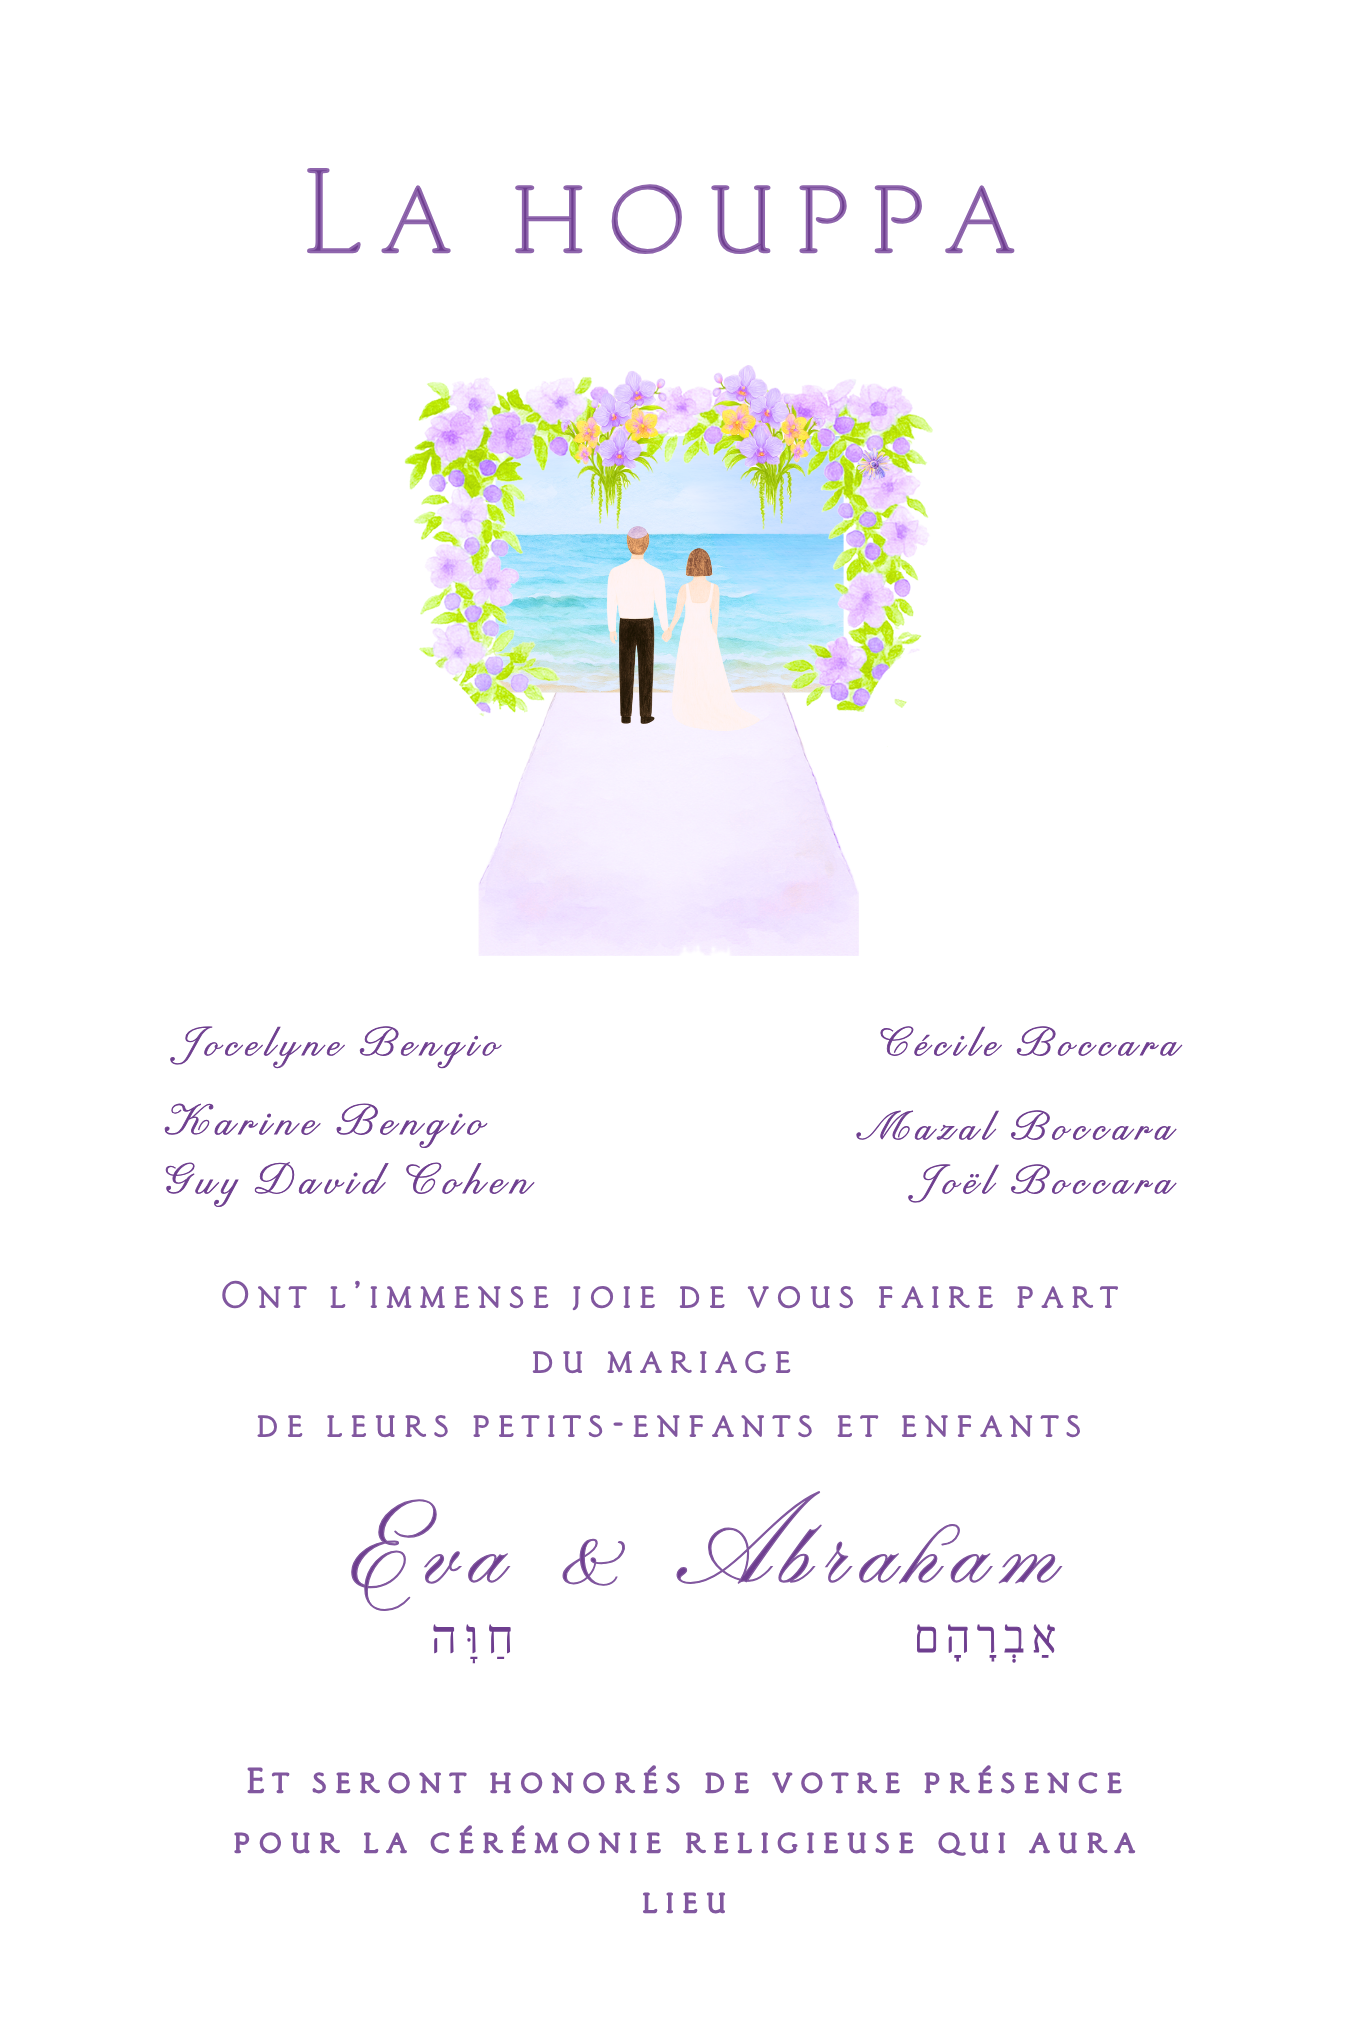 La houppa
Jocelyne Bengio
Cécile Boccara
Karine Bengio
Mazal Boccara
Guy David Cohen
Joël Boccara
Ont l'immense joie de vous faire part
du mariage
de leurs petits-enfants et enfants
Eva & Abraham
חַוָּה
אַבְרָהָם
Et seront honorés de votre présence
pour la cérémonie religieuse qui aura
lieu